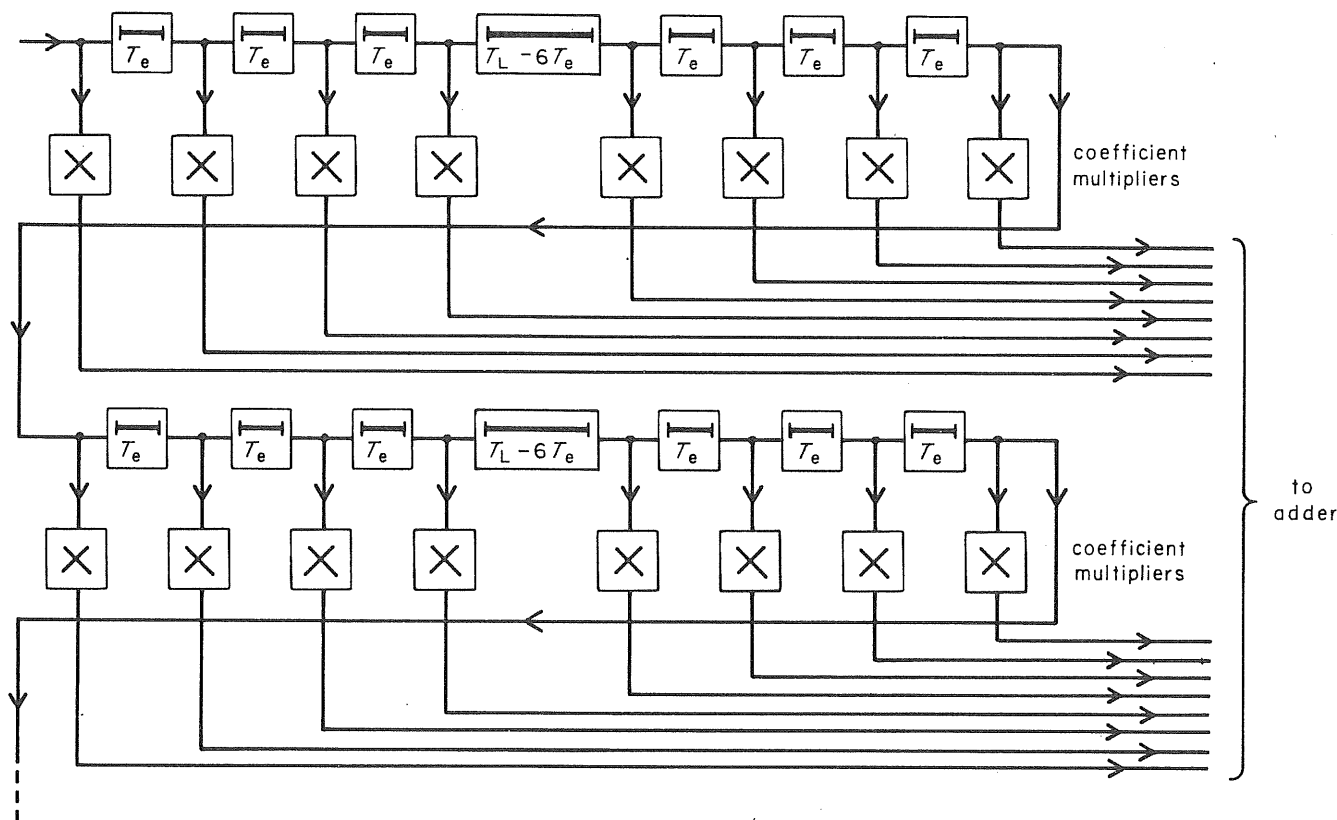 Te Te Te TL - 6Te Te Te Te
coefficient
multipliers
Te Te Te TL - 6Te Te Te Te
to
adder
coefficient
multipliers